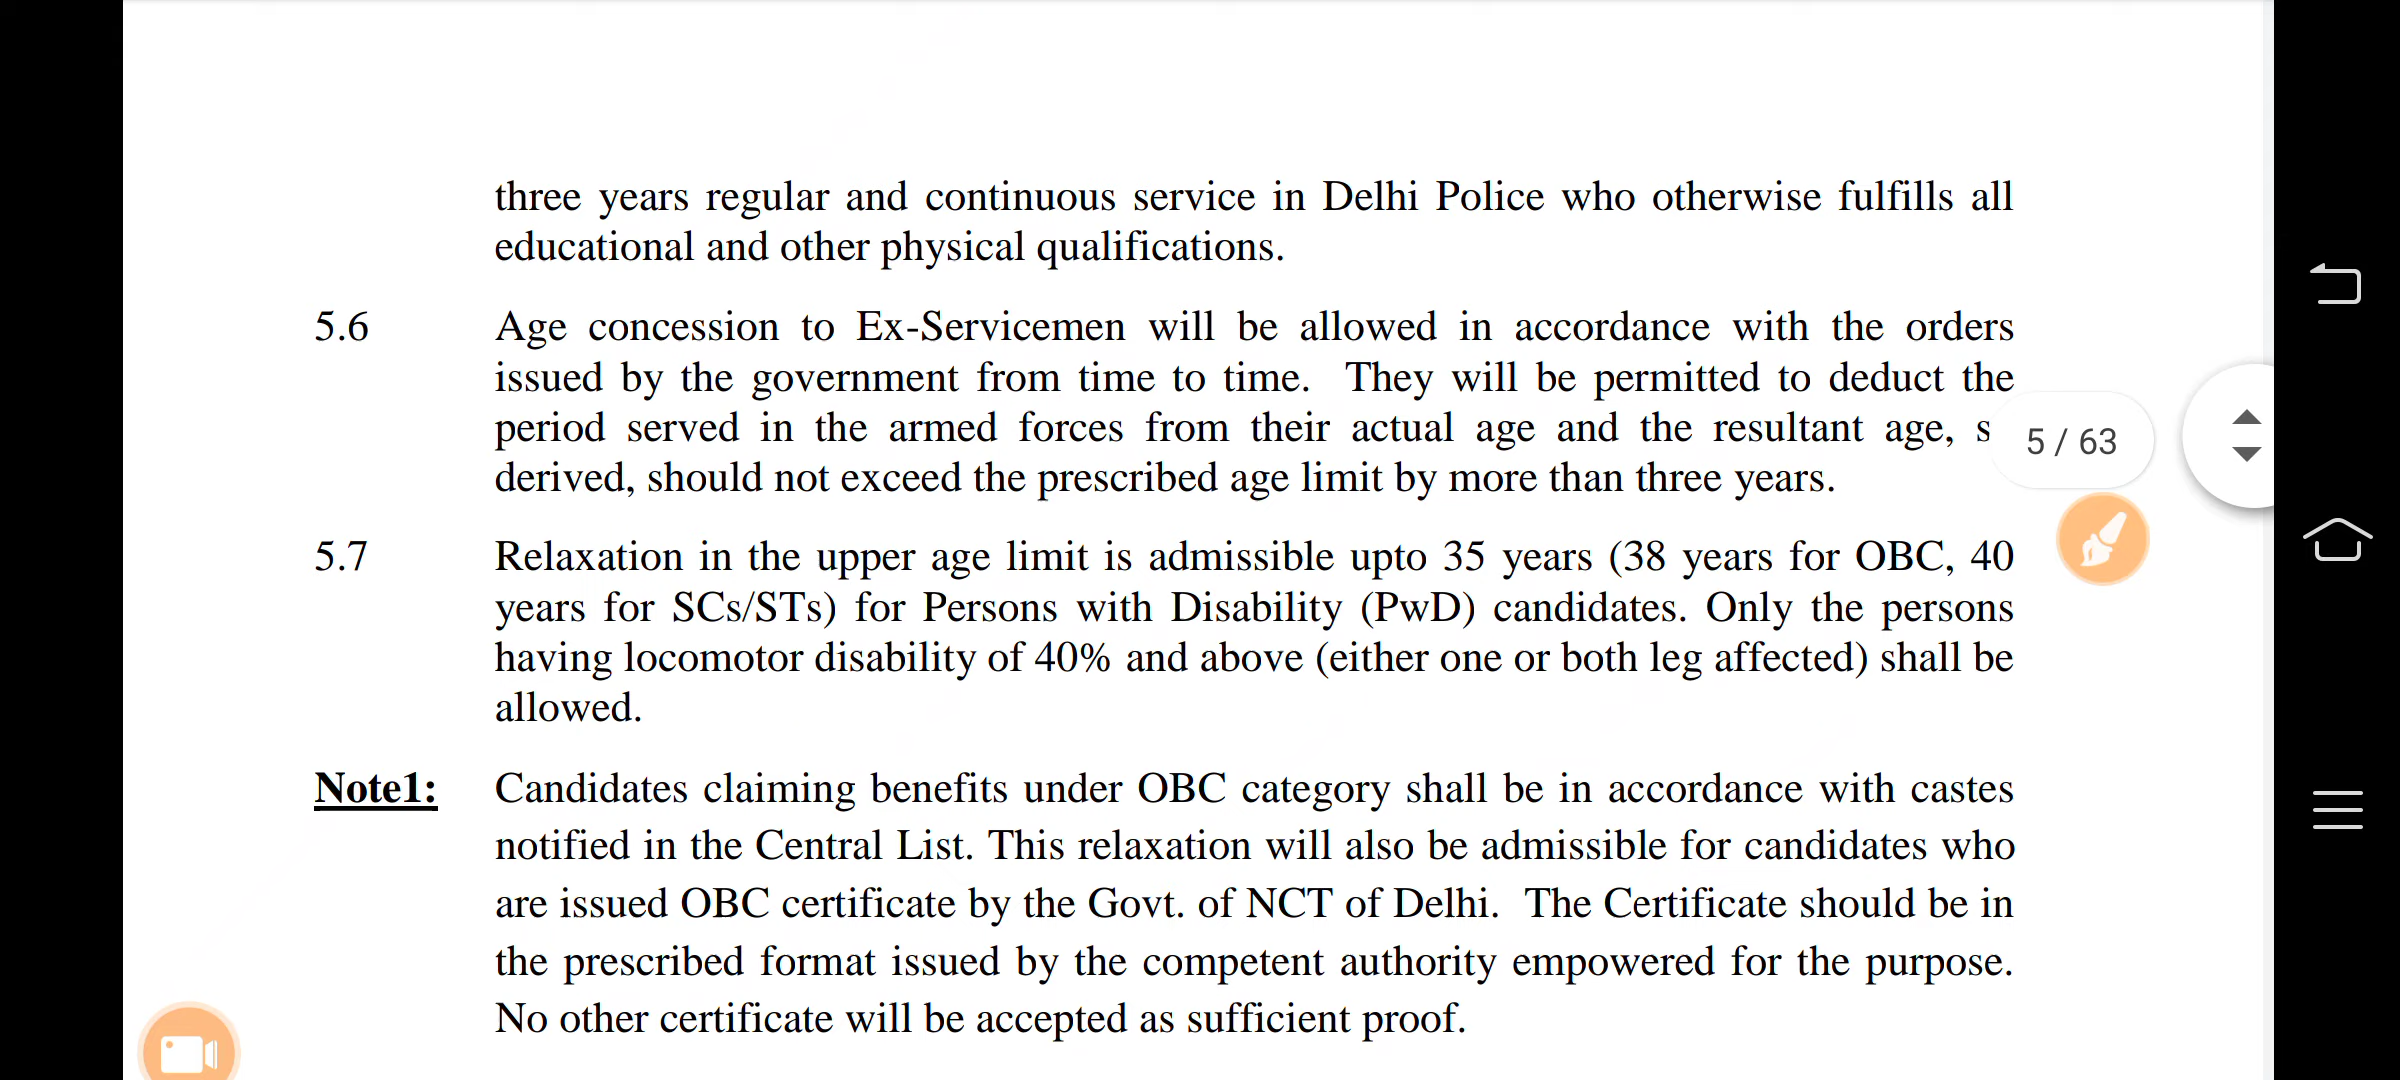 three years regular and continuous service in Delhi Police who otherwise fulfills all
educational and other physical qualifications.
5.6 Age concession to Ex-Servicemen will be allowed in accordance with the orders
issued by the government from time to time. They will be permitted to deduct the
period served in the armed forces from their actual age and the resultant age, s
5 / 63
derived, should not exceed the prescribed age limit by more than three years.
5.7 Relaxation in the upper age limit is admissible upto 35 years (38 years for OBC, 40
years for SCs/STs) for Persons with Disability (PwD) candidates. Only the persons
having locomotor disability of 40% and above (either one or both leg affected) shall be
allowed.
Note1: Candidates claiming benefits under OBC category shall be in accordance with castes
notified in the Central List. This relaxation will also be admissible for candidates who
are issued OBC certificate by the Govt. of NCT of Delhi. The Certificate should be in
the prescribed format issued by the competent authority empowered for the purpose.
No other certificate will be accepted as sufficient proof.